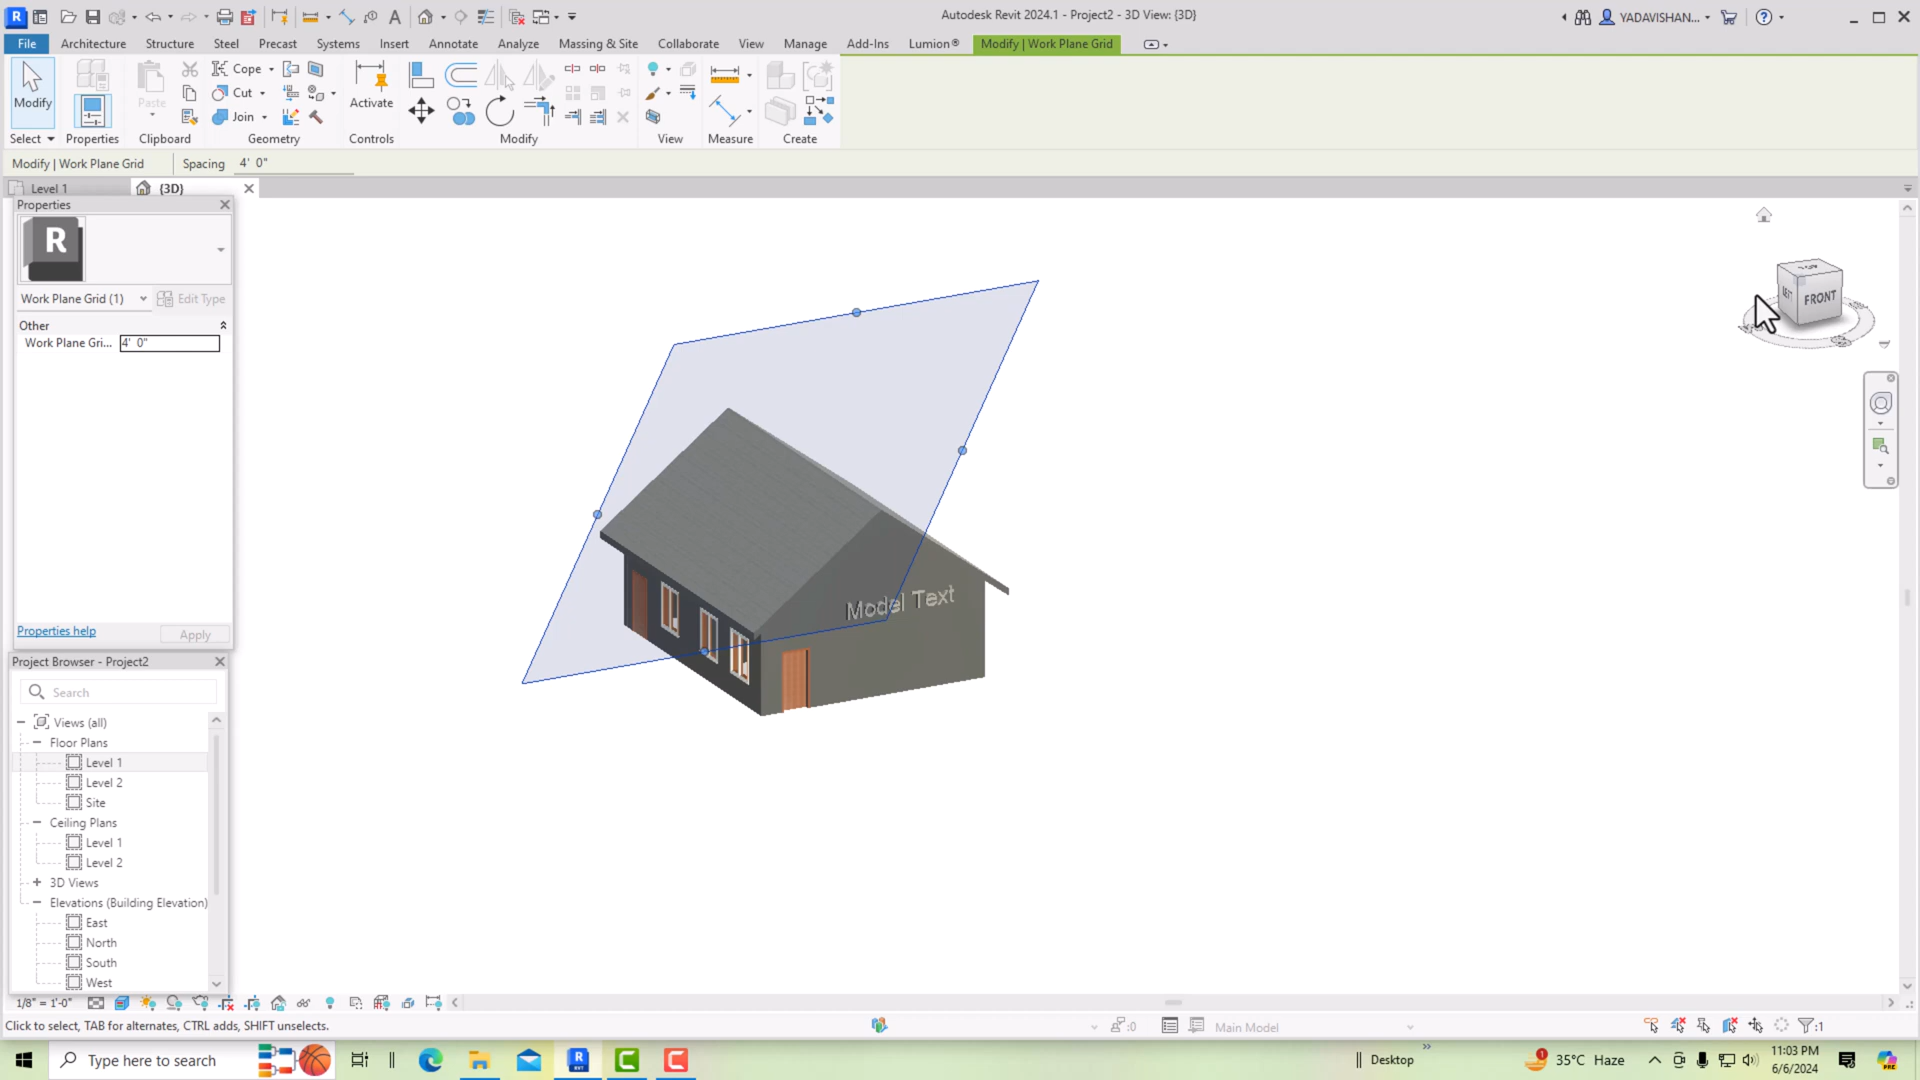 Autodesk Revit 2024.1 - Project2 - 3D View: {3D}
YADAVISHAN...
File
Architecture
Structure
Steel
Precast
Systems
Insert
Annotate
Analyze
Massing & Site
Collaborate
View
Manage
Add-Ins
Lumion®
Modify | Work Plane Grid
Modify
Paste
Cope
Cut
Join
Activate
Select
Properties
Clipboard
Geometry
Controls
Modify
View
Measure
Create
Modify | Work Plane Grid
Spacing
4' 0"
Level 1
{3D}
Properties
R
Work Plane Grid (1)
Edit Type
Other
Work Plane Gri...
4' 0"
Properties help
Apply
Project Browser - Project2
Search
Views (all)
Floor Plans
Level 1
Level 2
Site
Ceiling Plans
Level 1
Level 2
3D Views
Elevations (Building Elevation)
East
North
South
West
Model Text
TOP
LEFT
FRONT
1/8" = 1'-0"
Click to select, TAB for alternates, CTRL adds, SHIFT unselects.
:0
Main Model
:1
Type here to search
Desktop
35°C Haze
11:03 PM
6/6/2024